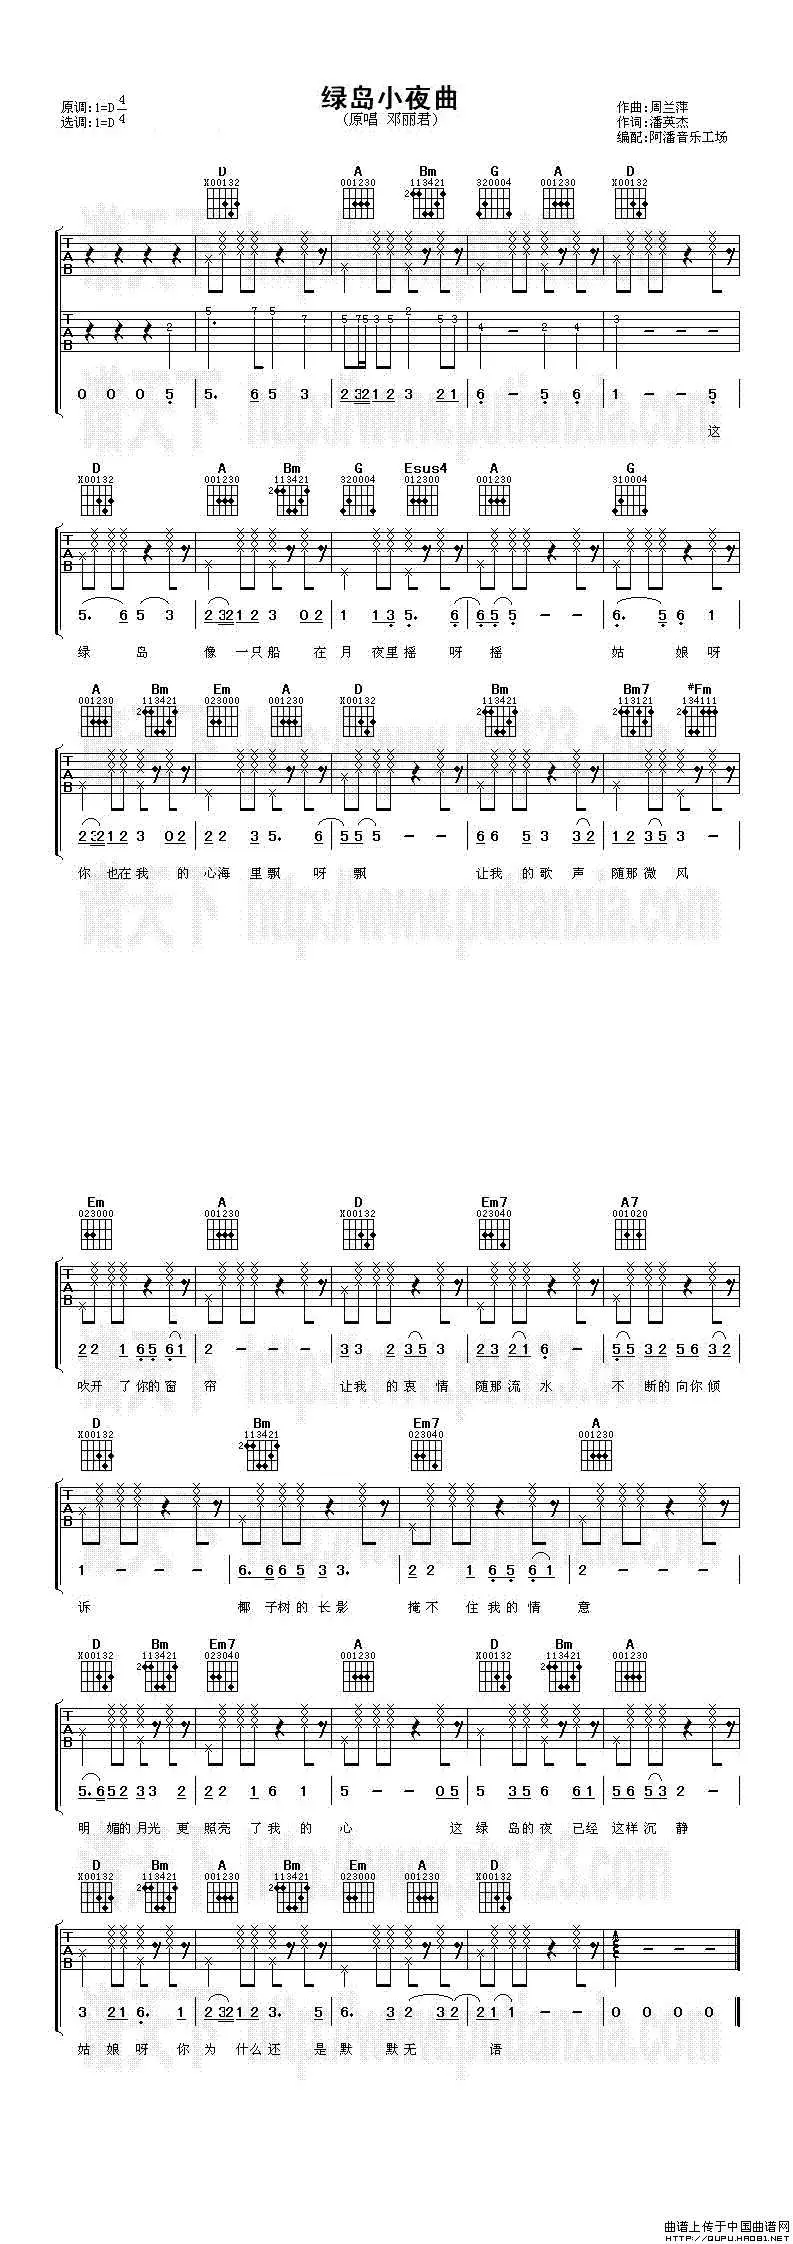 绿岛小夜曲
(原唱 邓丽君)
原调:1=D 4/4
选调:1=D
作曲:周兰萍
作词:潘英杰
编配:阿潘音乐工场
D A Bm G A D
X00132 001230 113421 320004 001230 X00132
0 0 0 5 5. 6 5 3 2 3 2 1 2 3 2 1 6 - 5 6 1 - - 5
这
D A Bm G Esus4 A G
X00132 001230 113421 320004 012300 001230 310004
5. 6 5 3 2 3 2 1 2 3 0 2 1 1 3 5. 6 6 5 5 - - 6. 5 6 1
绿 岛 像 一只 船 在 月 夜里 摇 呀 摇 姑 娘 呀
A Bm Em A D Bm Bm7 #Fm
001230 113421 023000 001230 X00132 113421 113121 134111
2 3 2 1 2 3 0 2 2 2 3 5. 6 5 5 - - 6 6 5 3 3 2 1 2 3 5 3
你 也在 我 的 心海 里 飘 呀 飘 让我 的 歌 声 随那 微 风
Em A D Em7 A7
023000 001230 X00132 023040 001020
2 2 1 6 5 6 1 2 - - - 3 3 2 3 5 3 2 3 2 1 6 5 5 3 2 5 6 3 2
吹开 了 你的 窗 帘 让我 的 衷 情 随那 流 水 不 断的 向你 倾
D Bm Em7 A
X00132 113421 023040 001230
1 - - - 6. 6 6 5 3 3. 2 2 1 6 5 6 1 2 - - -
诉 椰 子树 的 长 影 掩不 住 我 的 情 意
D Bm Em7 A D Bm A
X00132 113421 023040 001230 X00132 113421 001230
5. 6 5 2 3 3 2 2 2 1 6 1 5 - - 0 5 5 3 5 6 6 1 5 6 5 3 2 -
明 媚的 月光 更 照亮 了 我 的 心 这 绿 岛的 夜 已经 这样 沉 静
D Bm A Bm Em A D
X00132 113421 001230 113421 023000 001230 X00132
3 2 1 6. 1 2 3 2 1 2 3. 5 6. 3 2 3 2 2 1 1 - - 0 0 0 0
姑 娘 呀 你 为 什么 还 是 默 默 无 语
曲谱上传于中国曲谱网
http://QUPU.HAO81.NET
谱天下 http://www.putianxia.com